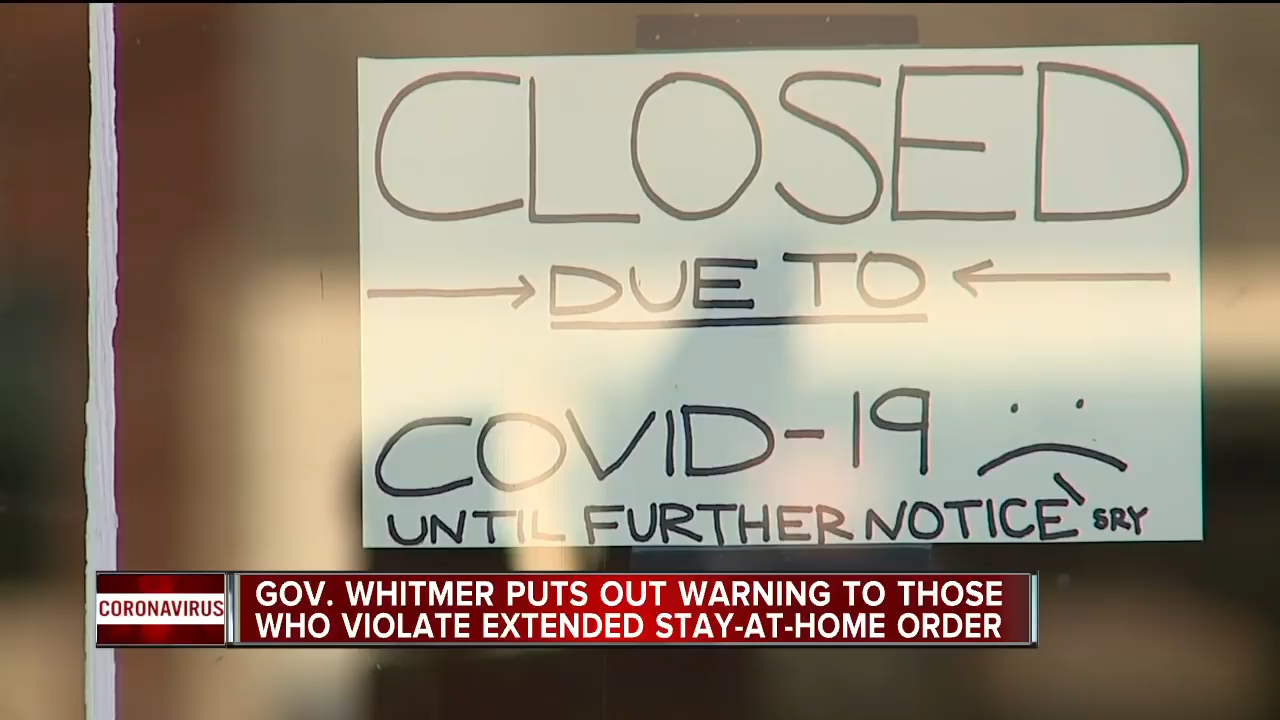 CLOSED
DUE TO
COVID-19
UNTIL FURTHER NOTICE SRY
CORONAVIRUS
GOV. WHITMER PUTS OUT WARNING TO THOSE
WHO VIOLATE EXTENDED STAY-AT-HOME ORDER